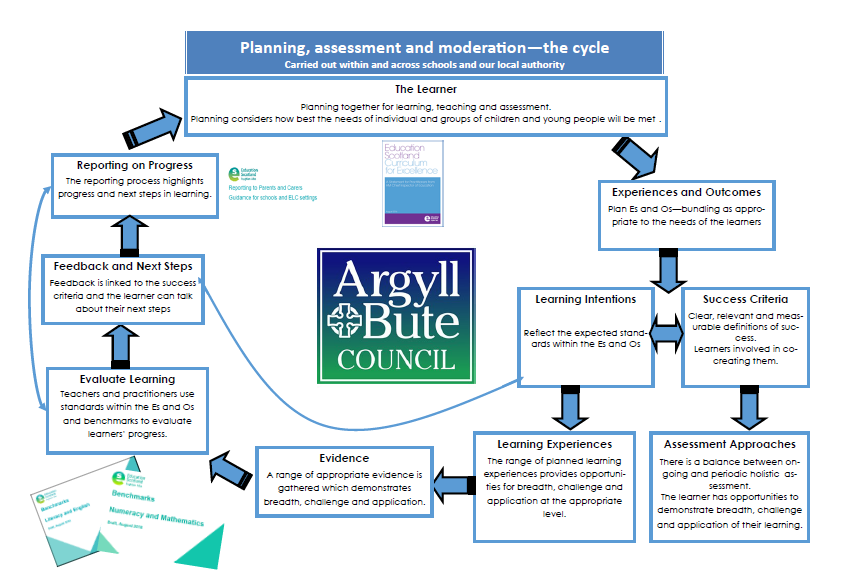 Planning, assessment and moderation—the cycle
Carried out within and across schools and our local authority
The Learner
Planning together for learning, teaching and assessment.
Planning considers how best the needs of individual and groups of children and young people will be met .
Reporting on Progress
The reporting process highlights
progress and next steps in learning.
Education
Scotland
Reporting to Parents and Carers
Guidance for schools and ELC settings
Education
Scotland
Curriculum
for Excellence
Experiences and Outcomes
Plan Es and Os—bundling as appro-
priate to the needs of the learners
Feedback and Next Steps
Feedback is linked to the success
criteria and the learner can talk
about their next steps
Argyll
Bute
COUNCIL
Learning Intentions
Reflect the expected stand-
ards within the Es and Os
Success Criteria
Clear, relevant and meas-
urable definitions of suc-
cess.
Learners involved in co-
creating them.
Evaluate Learning
Teachers and practitioners use
standards within the Es and Os
and benchmarks to evaluate
learners' progress.
Evidence
A range of appropriate evidence is
gathered which demonstrates
breadth, challenge and application.
Learning Experiences
The range of planned learning
experiences provides opportuni-
ties for breadth, challenge and
application at the appropriate
level.
Assessment Approaches
There is a balance between on-
going and periodic holistic as-
sessment.
The learner has opportunities to
demonstrate breadth, challenge
and application of their learning.
Benchmarks
Literacy and English
Education
Scotland
Benchmarks
Numeracy and Mathematics
Draft, August 2016